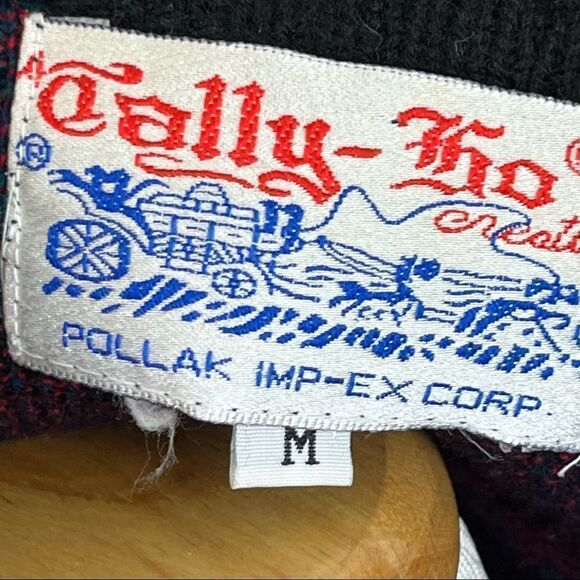 Tally-Ho ®
®
POLLAK IMP-EX CORP.
M